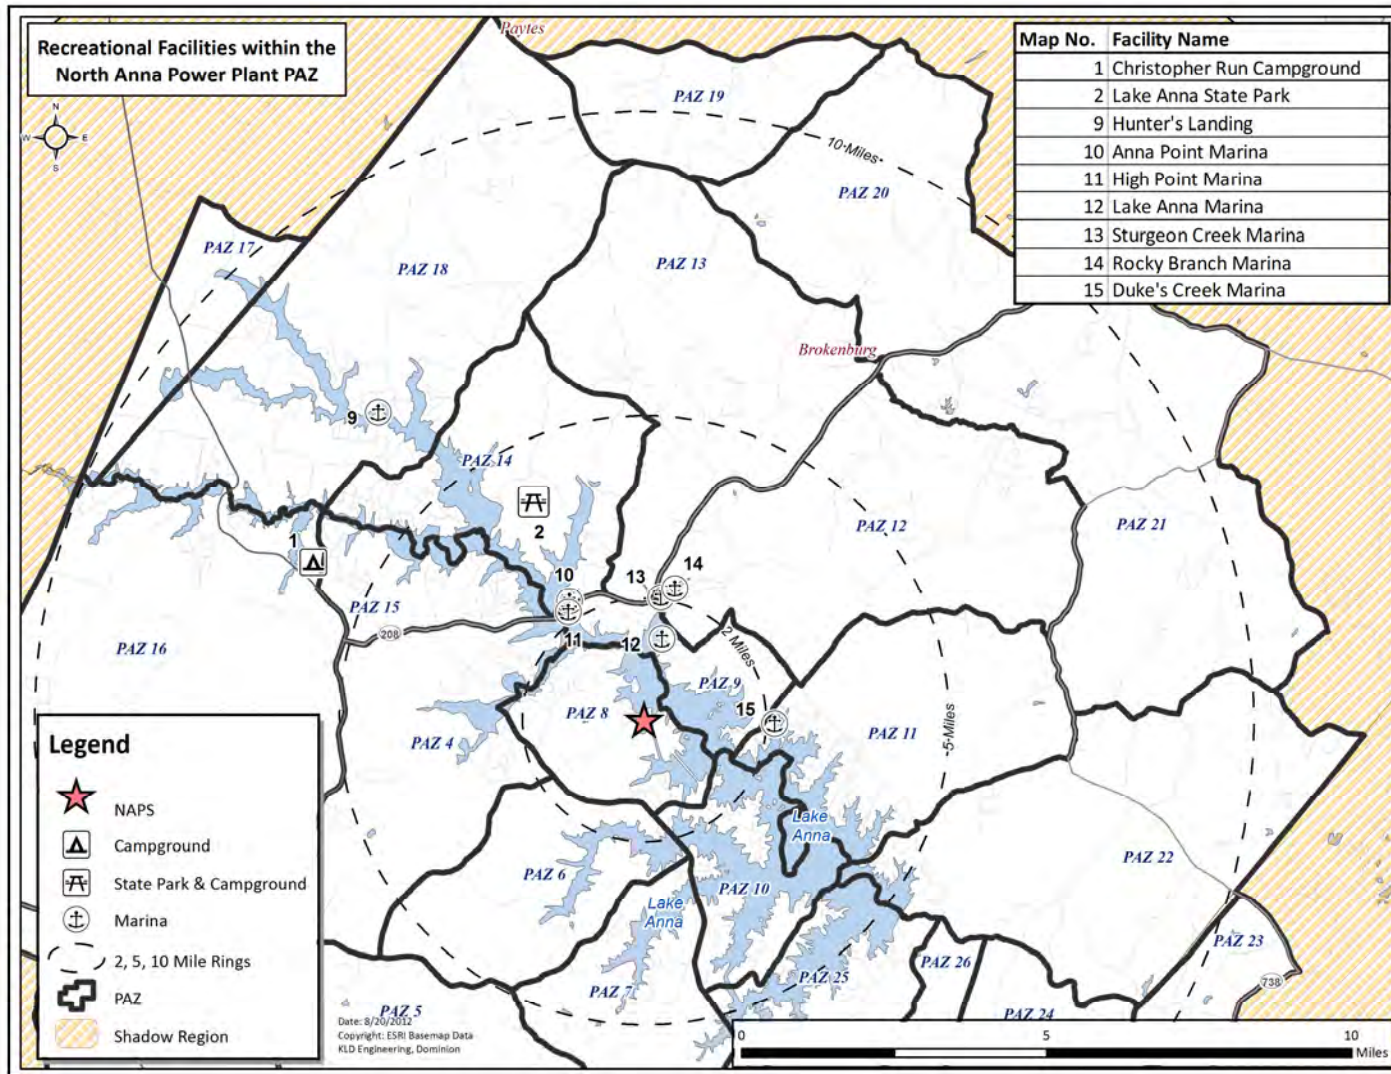 Recreational Facilities within the
North Anna Power Plant PAZ
Map No. Facility Name
1 Christopher Run Campground
2 Lake Anna State Park
9 Hunter's Landing
10 Anna Point Marina
11 High Point Marina
12 Lake Anna Marina
13 Sturgeon Creek Marina
14 Rocky Branch Marina
15 Duke's Creek Marina
N
W E
S
Paytes
PAZ 19
10 Miles
PAZ 20
PAZ 17
PAZ 18
PAZ 13
Brokenburg
9
PAZ 14
2
PAZ 12
PAZ 21
1
10
13
14
PAZ 15
208
11
12
2 Miles
PAZ 16
PAZ 9
PAZ 8
15
PAZ 4
PAZ 11
5 Miles
Lake
Anna
PAZ 22
PAZ 6
PAZ 10
Lake
Anna
PAZ 23
PAZ 26
PAZ 25
PAZ 7
738
PAZ 5
PAZ 24
Legend
NAPS
Campground
State Park & Campground
Marina
2, 5, 10 Mile Rings
PAZ
Shadow Region
Date: 8/20/2012
Copyright: ESRI Basemap Data
KLD Engineering, Dominion
0 5 10
Miles